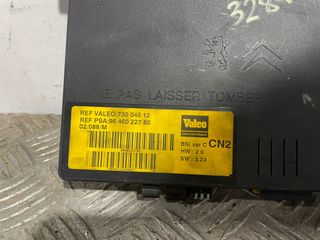 328
NE PAS LAISSER TOMBER
REF VALEO:730 045 12
REF PSA:96 460 227 80
02/088/M
Valeo
BSI ver C CN2
HW : 2.0
SW : 3.23